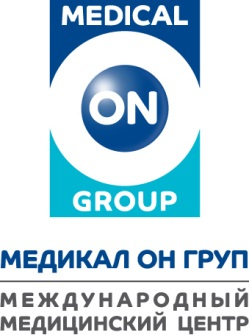 MEDICAL
ON
GROUP
МЕДИКАЛ ОН ГРУП
МЕЖДУНАРОДНЫЙ
МЕДИЦИНСКИЙ ЦЕНТР